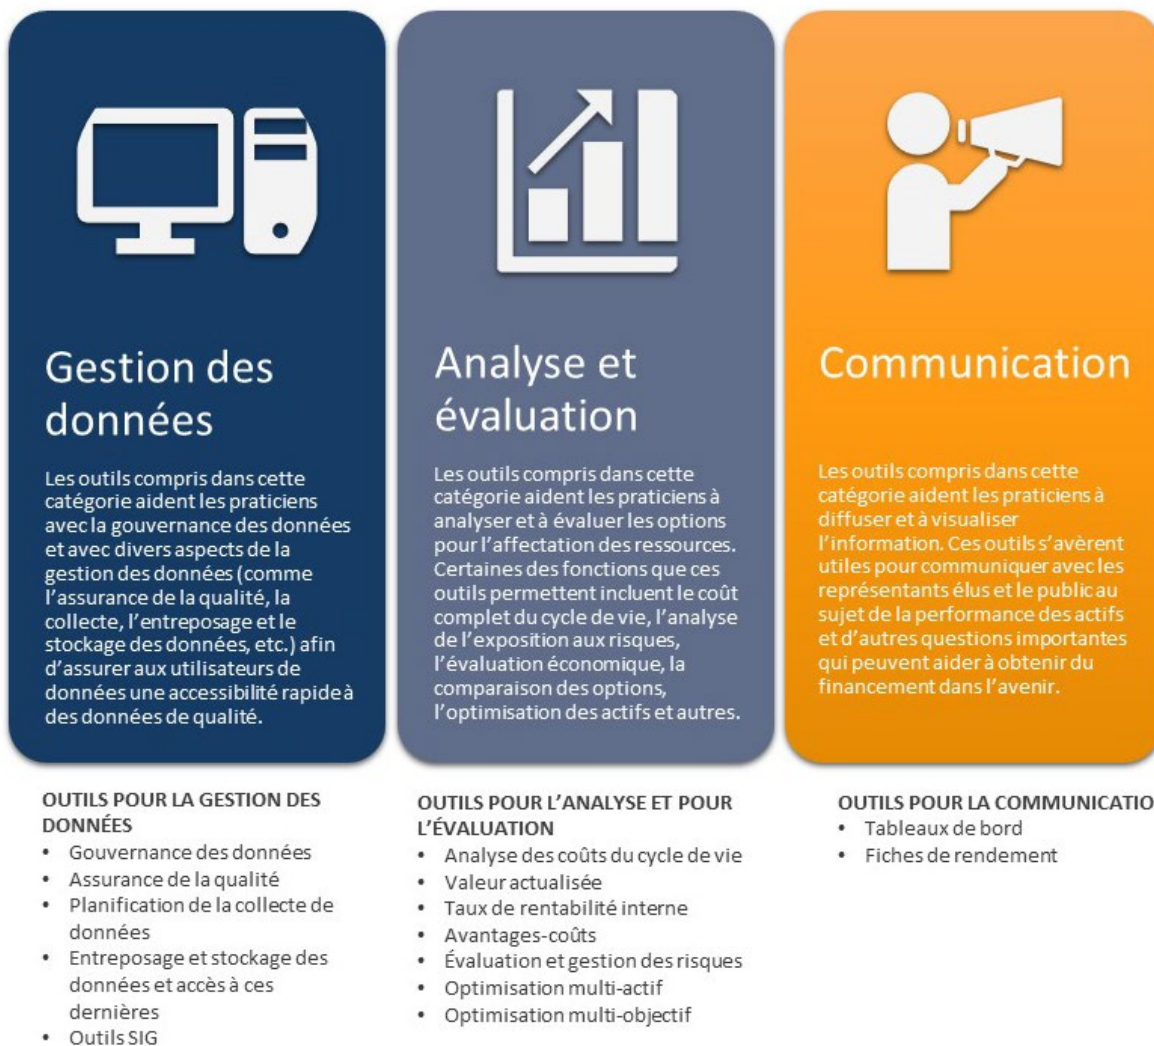 Gestion des
données
Les outils compris dans cette
catégorie aident les praticiens
avec la gouvernance des données
et avec divers aspects de la
gestion des données (comme
l’assurance de la qualité, la
collecte, l’entreposage et le
stockage des données, etc.) afin
d’assurer aux utilisateurs de
données une accessibilité rapide à
des données de qualité.
Analyse et
évaluation
Les outils compris dans cette
catégorie aident les praticiens à
analyser et à évaluer les options
pour l’affectation des ressources.
Certaines des fonctions que ces
outils permettent incluent le coût
complet du cycle de vie, l’analyse
de l’exposition aux risques,
l’évaluation économique, la
comparaison des options,
l’optimisation des actifs et autres.
Communication
Les outils compris dans cette
catégorie aident les praticiens à
diffuser et à visualiser
l’information. Ces outils s’avèrent
utiles pour communiquer avec les
représentants élus et le public au
sujet de la performance des actifs
et d’autres questions importantes
qui peuvent aider à obtenir du
financement dans l’avenir.
OUTILS POUR LA GESTION DES
DONNÉES
• Gouvernance des données
• Assurance de la qualité
• Planification de la collecte de
données
• Entreposage et stockage des
données et accès à ces
dernières
• Outils SIG
OUTILS POUR L’ANALYSE ET POUR
L’ÉVALUATION
• Analyse des coûts du cycle de vie
• Valeur actualisée
• Taux de rentabilité interne
• Avantages-coûts
• Évaluation et gestion des risques
• Optimisation multi-actif
• Optimisation multi-objectif
OUTILS POUR LA COMMUNICATIO
• Tableaux de bord
• Fiches de rendement